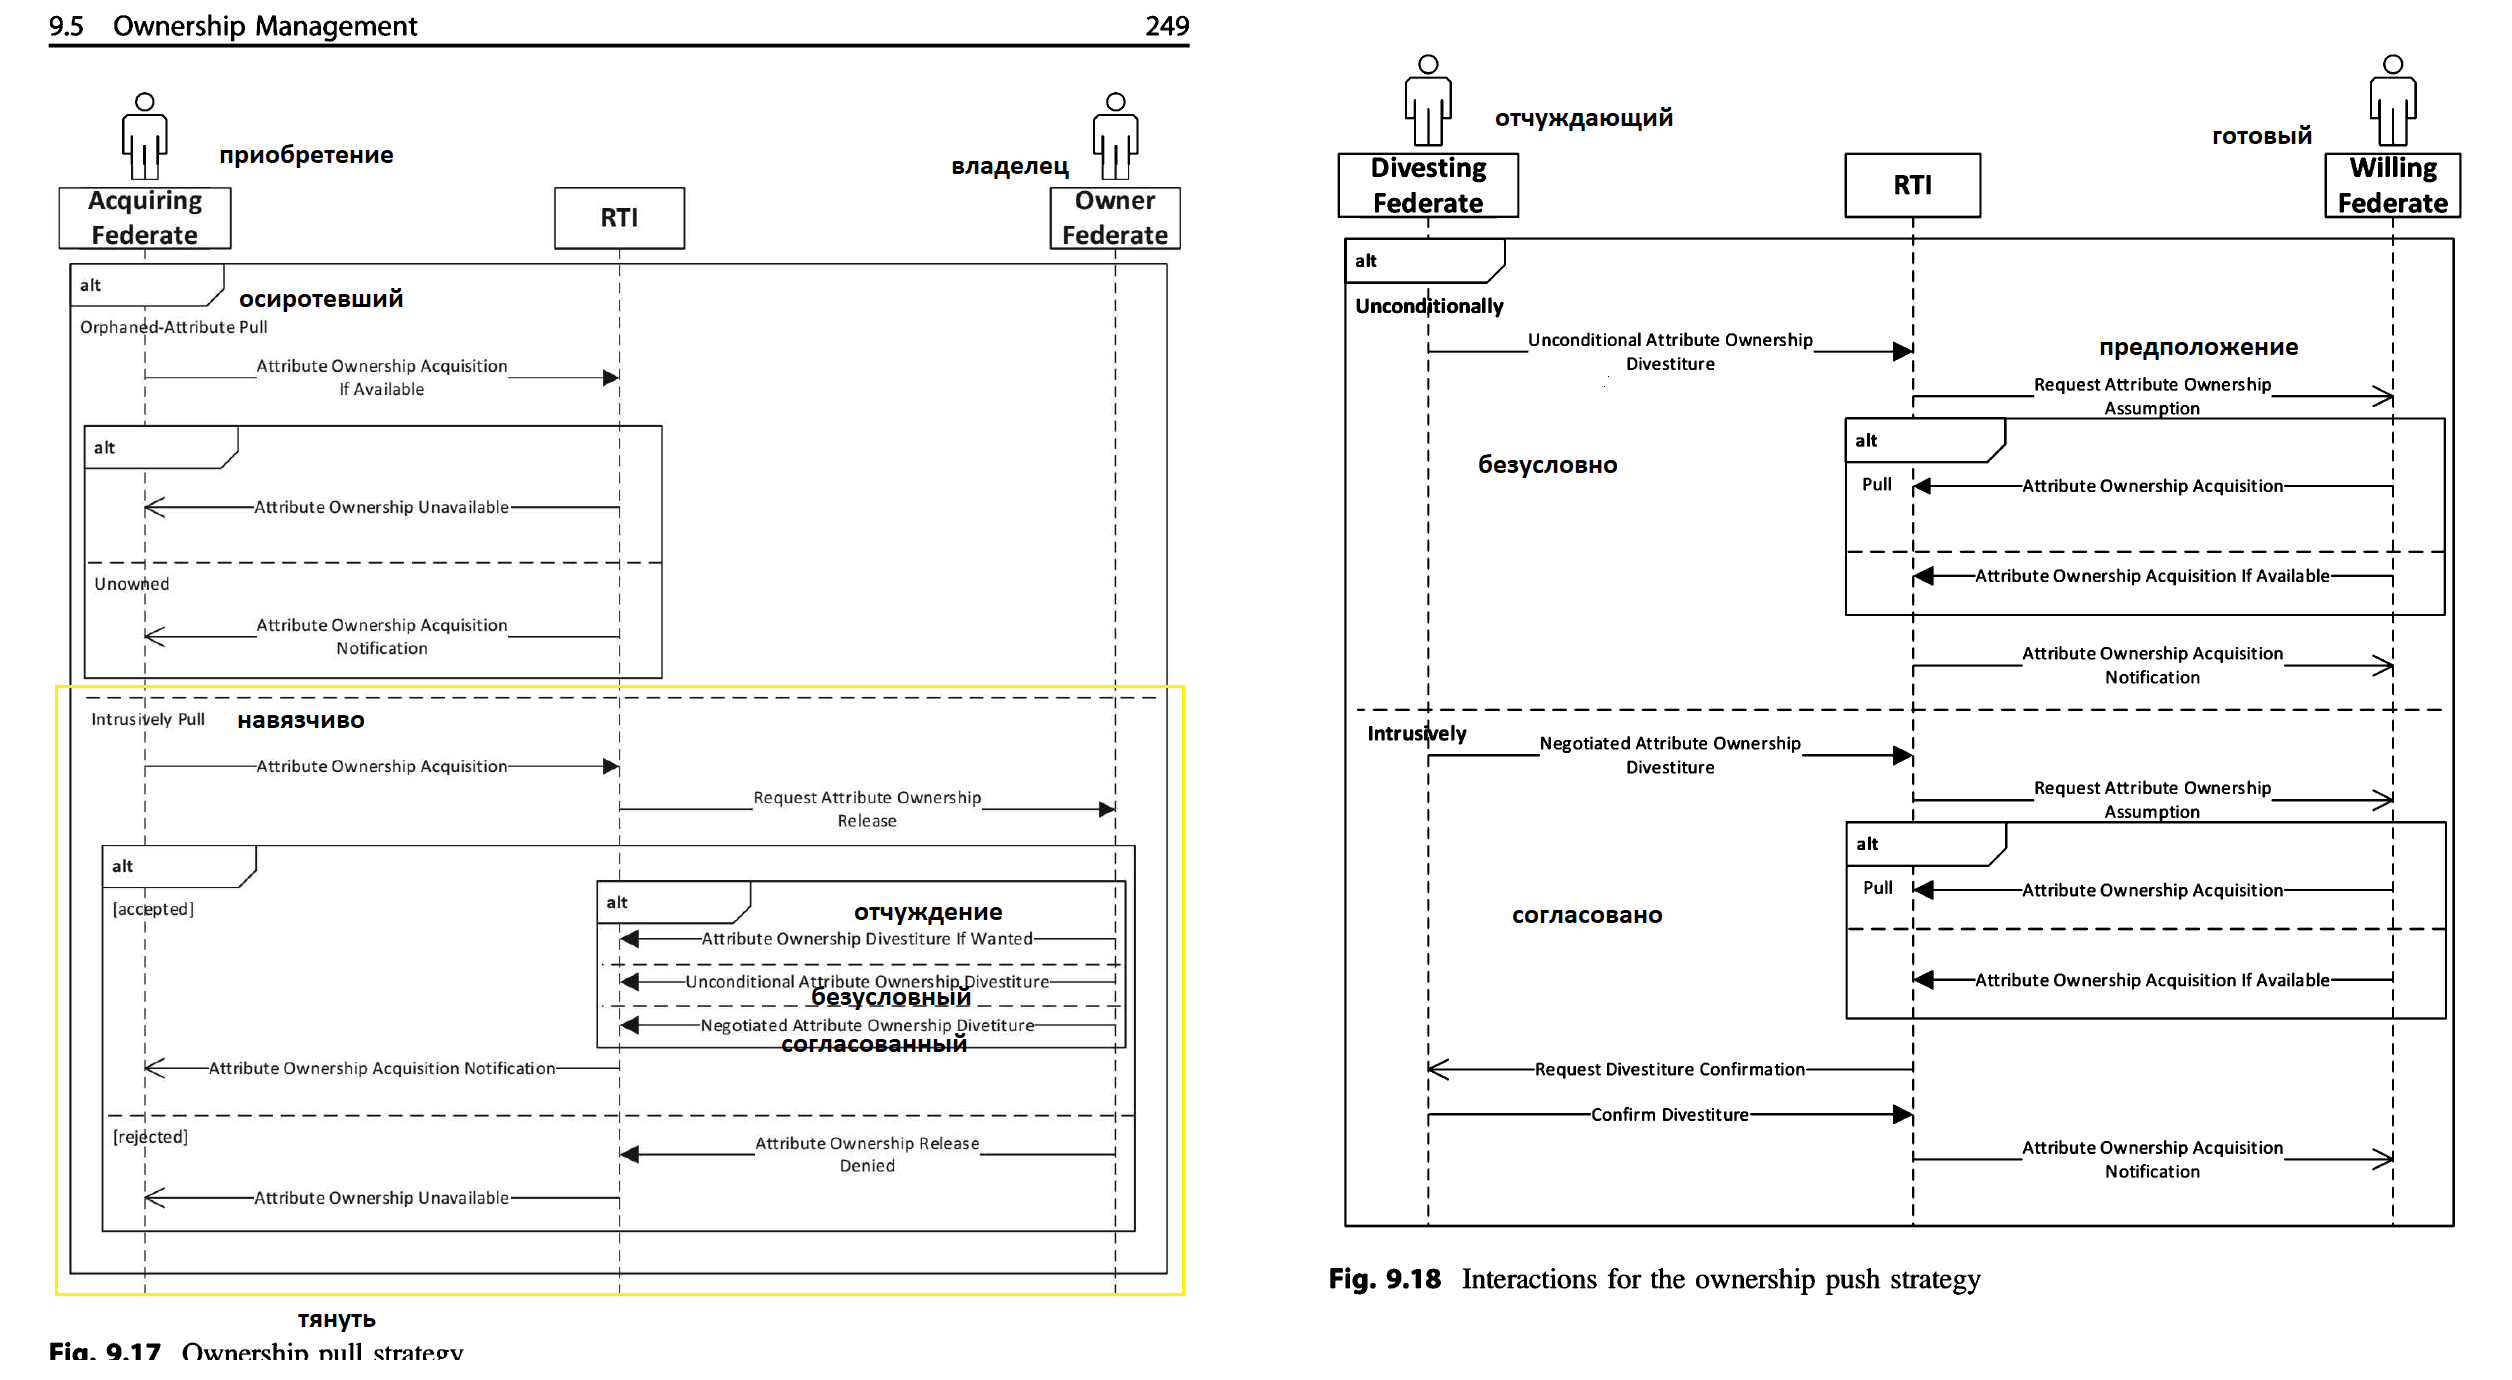 9.5 Ownership Management 249
приобретение
владелец
Acquiring
Federate
RTI
Owner
Federate
alt
осиротевший
Orphaned-Attribute Pull
Attribute Ownership Acquisition
If Available
alt
Attribute Ownership Unavailable
Unowned
Attribute Ownership Acquisition
Notification
Intrusively Pull
навязчиво
Attribute Ownership Acquisition
Request Attribute Ownership
Release
alt
[accepted]
alt
отчуждение
Attribute Ownership Divestiture If Wanted
Unconditional Attribute Ownership Divestiture
безусловный
Negotiated Attribute Ownership Divetiture
согласованный
Attribute Ownership Acquisition Notification
[rejected]
Attribute Ownership Release
Denied
Attribute Ownership Unavailable
тянуть
Fig. 9.17 Ownership pull strategy
отчуждающий
готовый
Divesting
Federate
RTI
Willing
Federate
alt
Unconditionally
Unconditional Attribute Ownership
Divestiture
предположение
Request Attribute Ownership
Assumption
alt
безусловно
Pull
Attribute Ownership Acquisition
Attribute Ownership Acquisition If Available
Attribute Ownership Acquisition
Notification
Intrusively
Negotiated Attribute Ownership
Divestiture
Request Attribute Ownership
Assumption
alt
Pull
Attribute Ownership Acquisition
согласовано
Attribute Ownership Acquisition If Available
Request Divestiture Confirmation
Confirm Divestiture
Attribute Ownership Acquisition
Notification
Fig. 9.18 Interactions for the ownership push strategy